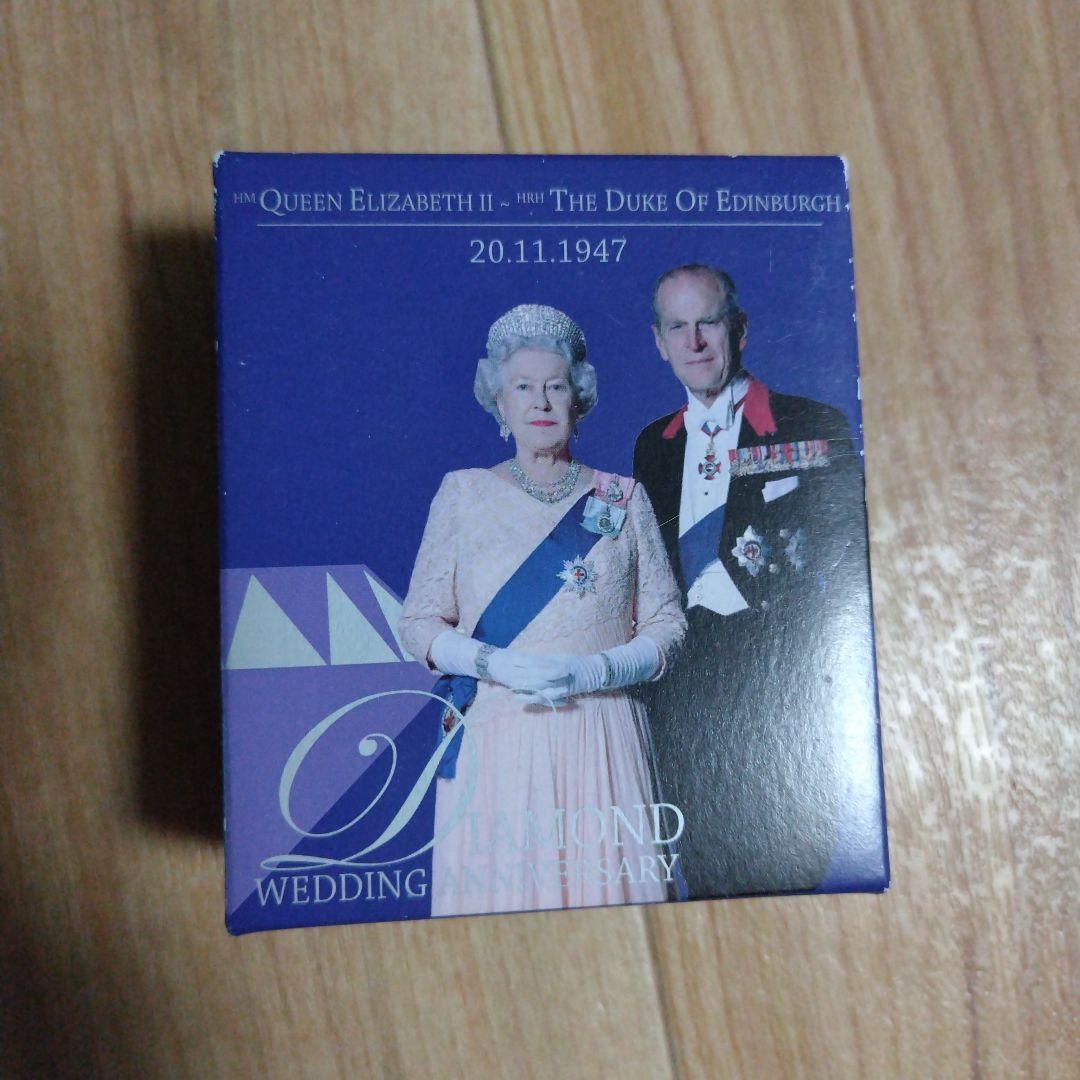 HM QUEEN ELIZABETH II ~ HRH THE DUKE OF EDINBURGH
20.11.1947
DIAMOND
WEDDING ANNIVERSARY